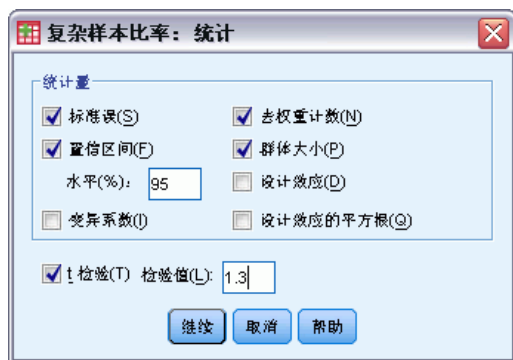 复杂样本比率：统计
统计量
标准误(S)
去权重计数(N)
置信区间(F)
群体大小(P)
水平(%)： 95
设计效应(D)
变异系数(I)
设计效应的平方根(Q)
t 检验(T) 检验值(L): 1.3
继续 取消 帮助